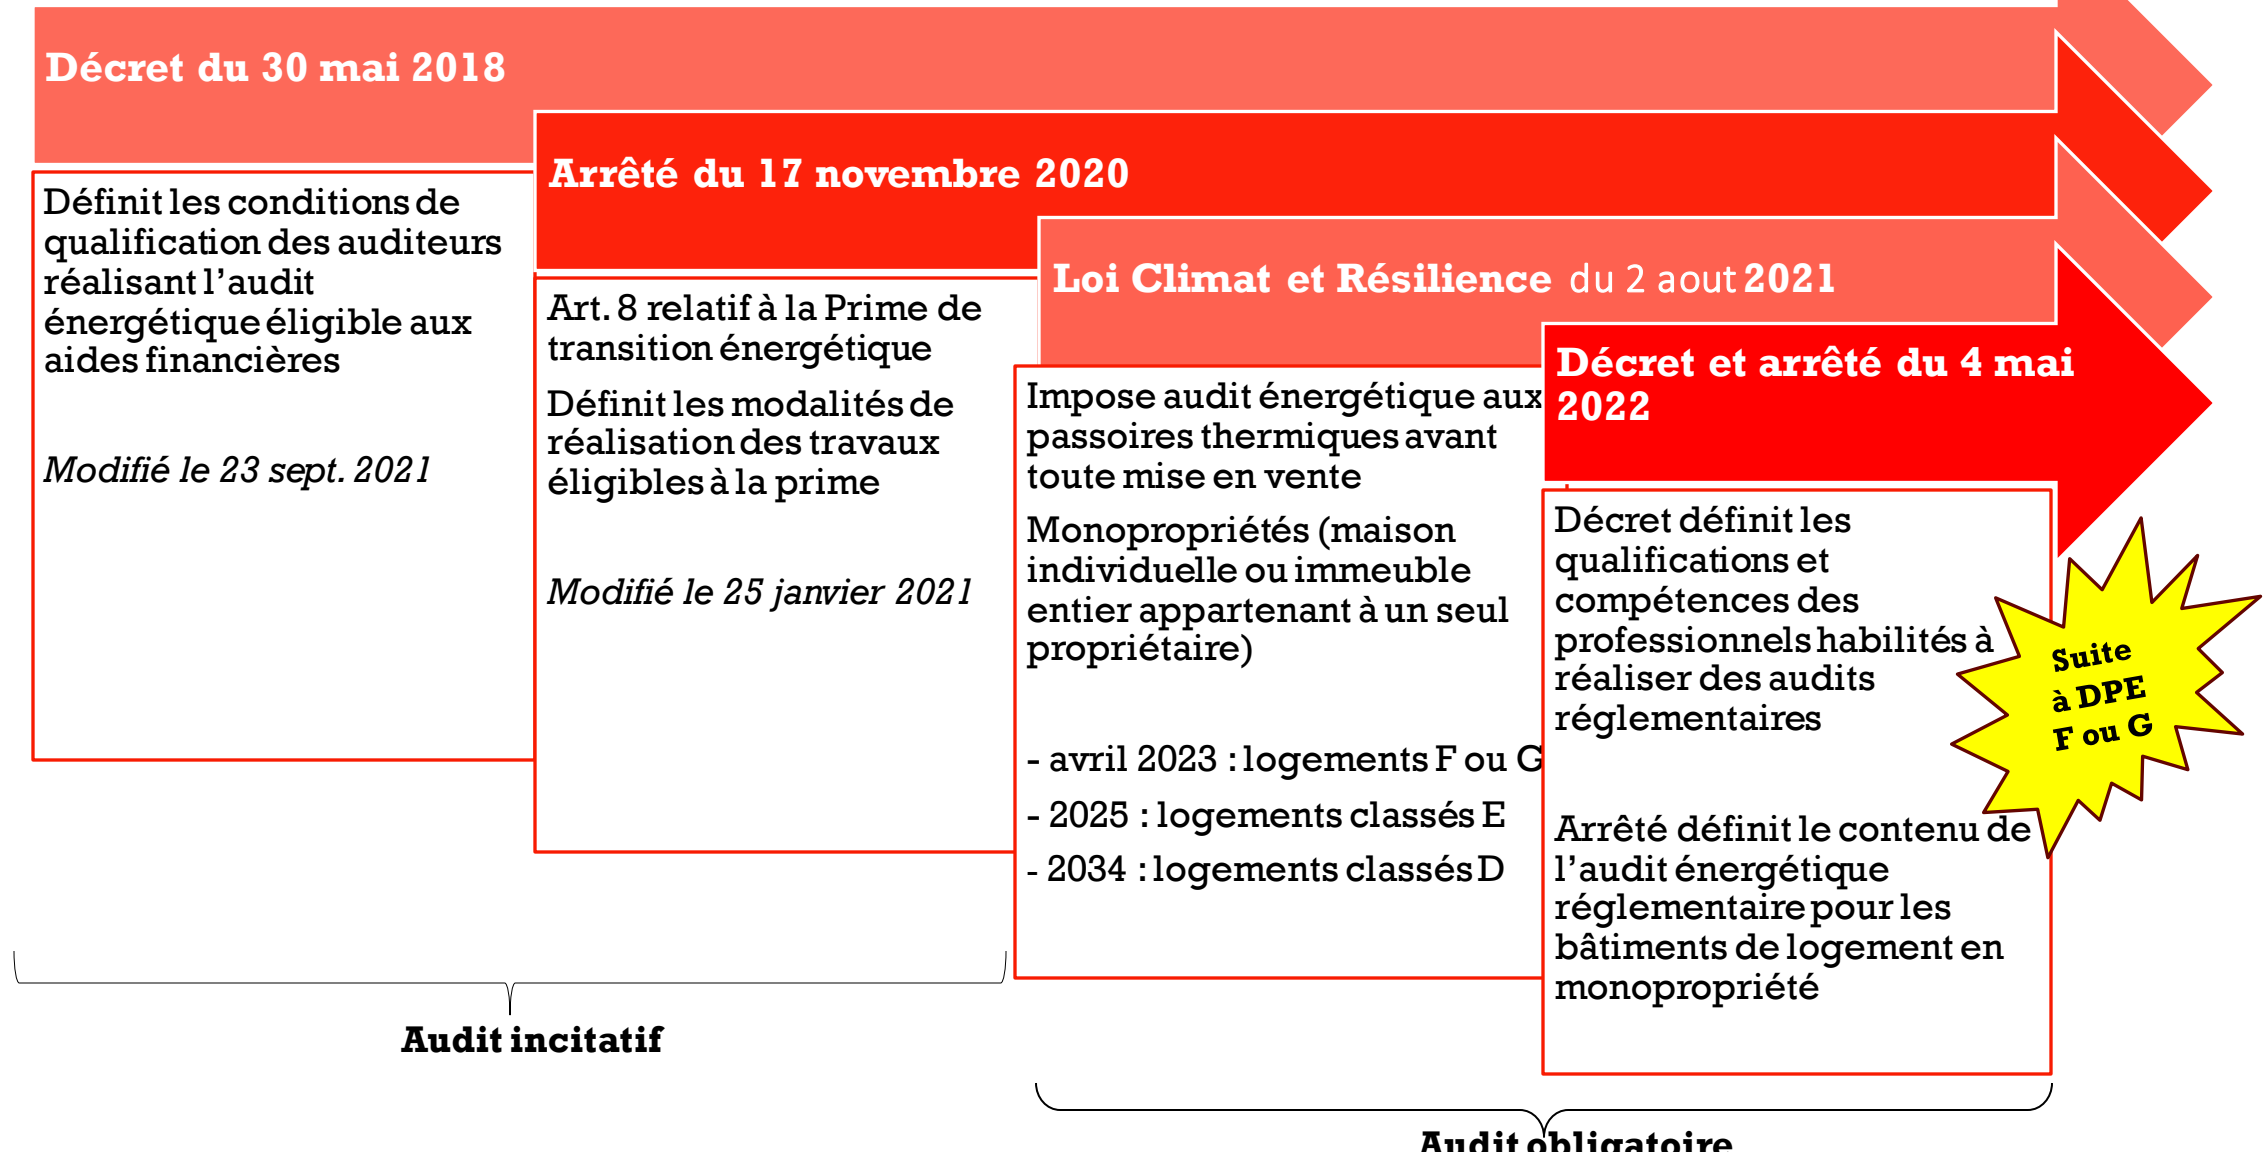 Décret du 30 mai 2018
Définit les conditions de
qualification des auditeurs
réalisant l’audit
énergétique éligible aux
aides financières
Modifié le 23 sept. 2021
Arrêté du 17 novembre 2020
Art. 8 relatif à la Prime de
transition énergétique
Définit les modalités de
réalisation des travaux
éligibles à la prime
Modifié le 25 janvier 2021
Loi Climat et Résilience du 2 aout 2021
Impose audit énergétique aux
passoires thermiques avant
toute mise en vente
Monopropriétés (maison
individuelle ou immeuble
entier appartenant à un seul
propriétaire)
- avril 2023 : logements F ou G
- 2025 : logements classés E
- 2034 : logements classés D
Décret et arrêté du 4 mai
2022
Décret définit les
qualifications et
compétences des
professionnels habilités à
réaliser des audits
réglementaires
Arrêté définit le contenu de
l’audit énergétique
réglementaire pour les
bâtiments de logement en
monopropriété
Suite
à DPE
F ou G
Audit incitatif
Audit obligatoire